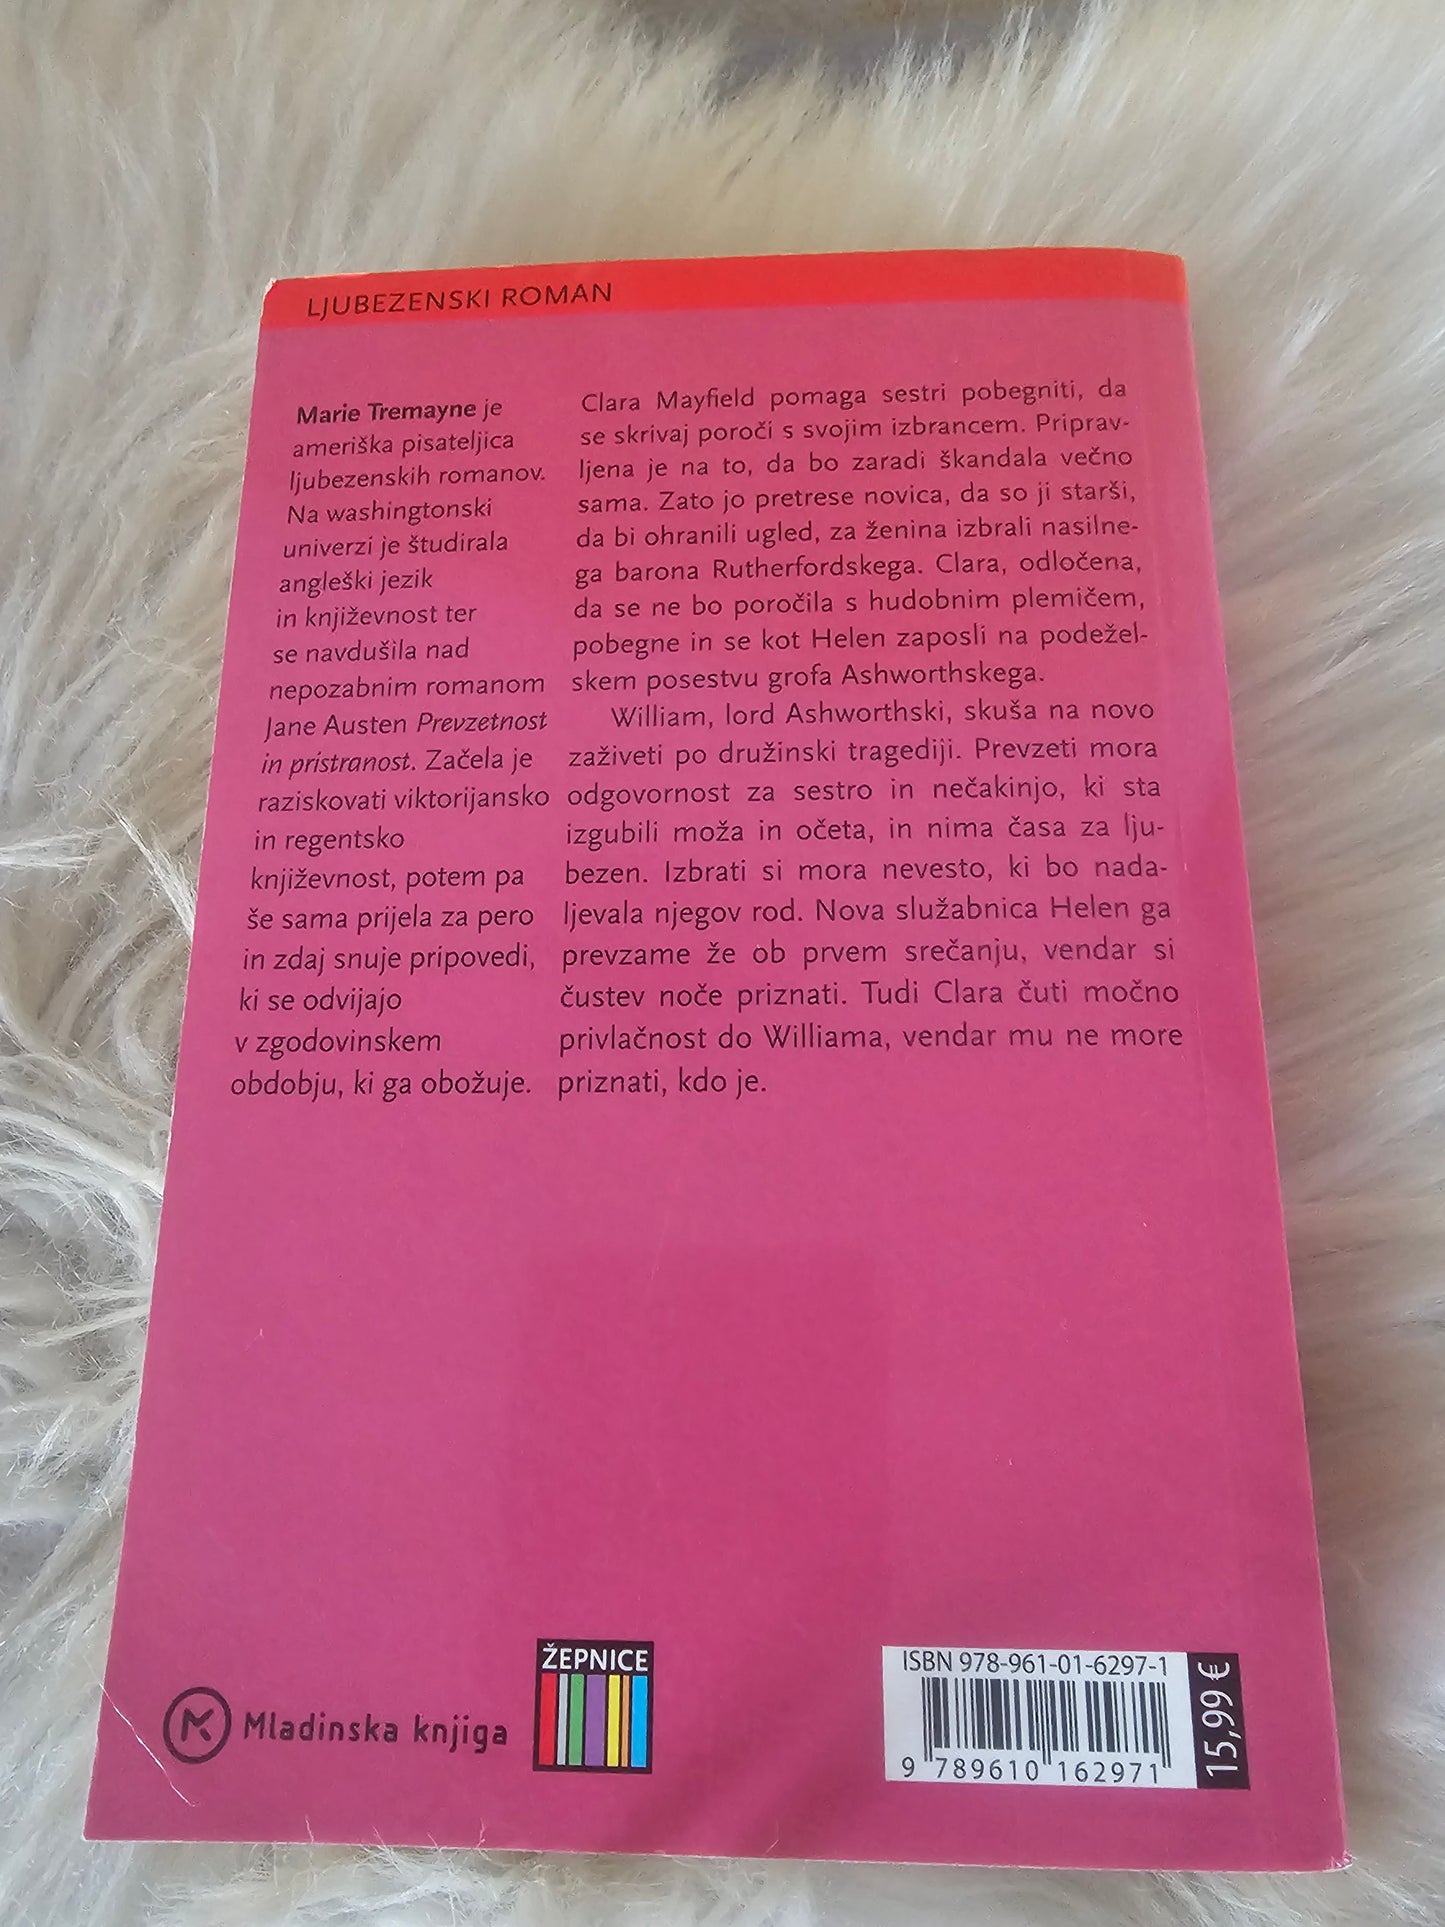 LJUBEZENSKI ROMAN
Marie Tremayne je
ameriška pisateljica
ljubezenskih romanov.
Na washingtonski
univerzi je študirala
angleški jezik
in književnost ter
se navdušila nad
nepozabnim romanom
Jane Austen Prevzetnost
in pristranost. Začela je
raziskovati viktorijansko
in regentsko
književnost, potem pa
še sama prijela za pero
in zdaj snuje pripovedi,
ki se odvijajo
v zgodovinskem
obdobju, ki ga obožuje.
Clara Mayfield pomaga sestri pobegniti, da
se skrivaj poroči s svojim izbrancem. Priprav-
ljena je na to, da bo zaradi škandala večno
sama. Zato jo pretrese novica, da so ji starši,
da bi ohranili ugled, za ženina izbrali nasilne-
ga barona Rutherfordskega. Clara, odločena,
da se ne bo poročila s hudobnim plemičem,
pobegne in se kot Helen zaposli na podežel-
skem posestvu grofa Ashworthskega.
William, lord Ashworthski, skuša na novo
zaživeti po družinski tragediji. Prevzeti mora
odgovornost za sestro in nečakinjo, ki sta
izgubili moža in očeta, in nima časa za lju-
bezen. Izbrati si mora nevesto, ki bo nada-
ljevala njegov rod. Nova služabnica Helen ga
prevzame že ob prvem srečanju, vendar si
čustev noče priznati. Tudi Clara čuti močno
privlačnost do Williama, vendar mu ne more
priznati, kdo je.
Mladinska knjiga
ŽEPNICE
ISBN 978-961-01-6297-1
9 789610 162971
15,99 €